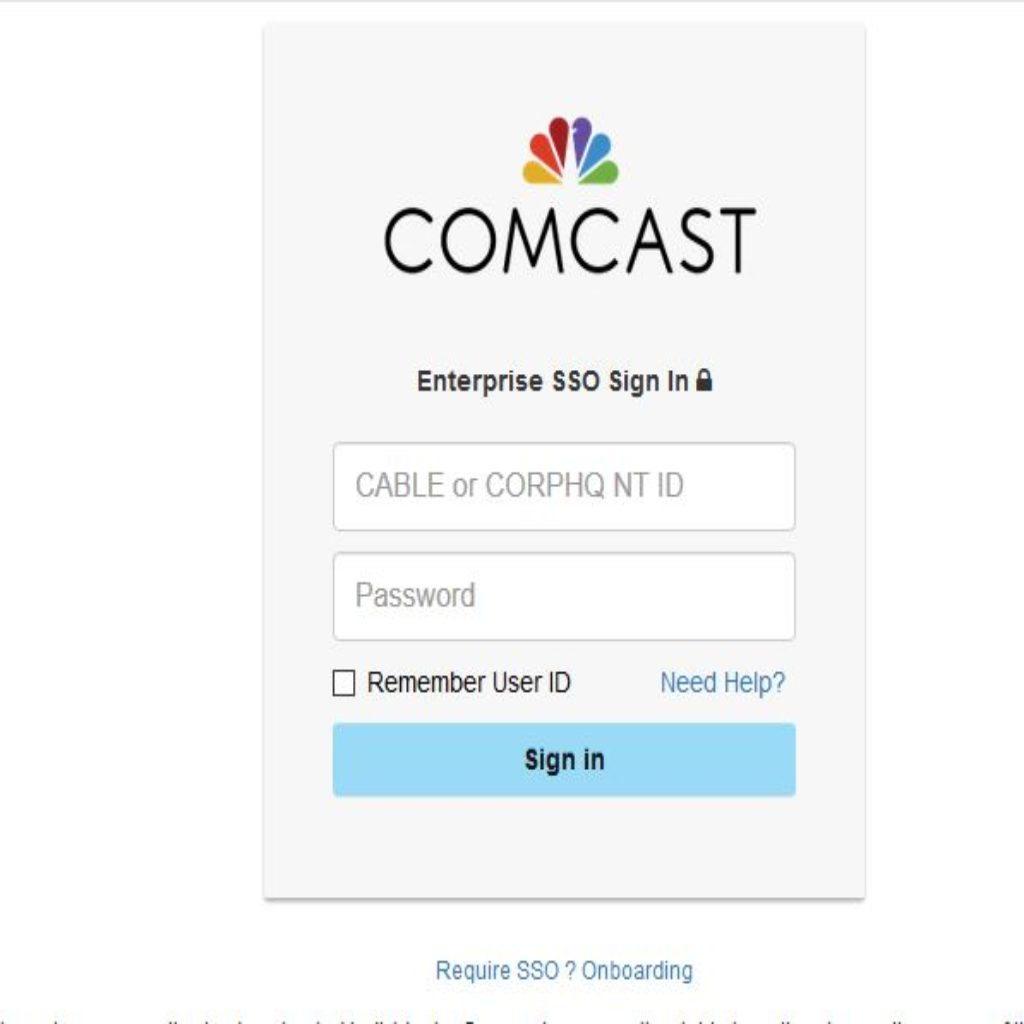 COMCAST
Enterprise SSO Sign In
CABLE or CORPHQ NT ID
Password
Remember User ID Need Help?
Sign in
Require SSO ? Onboarding